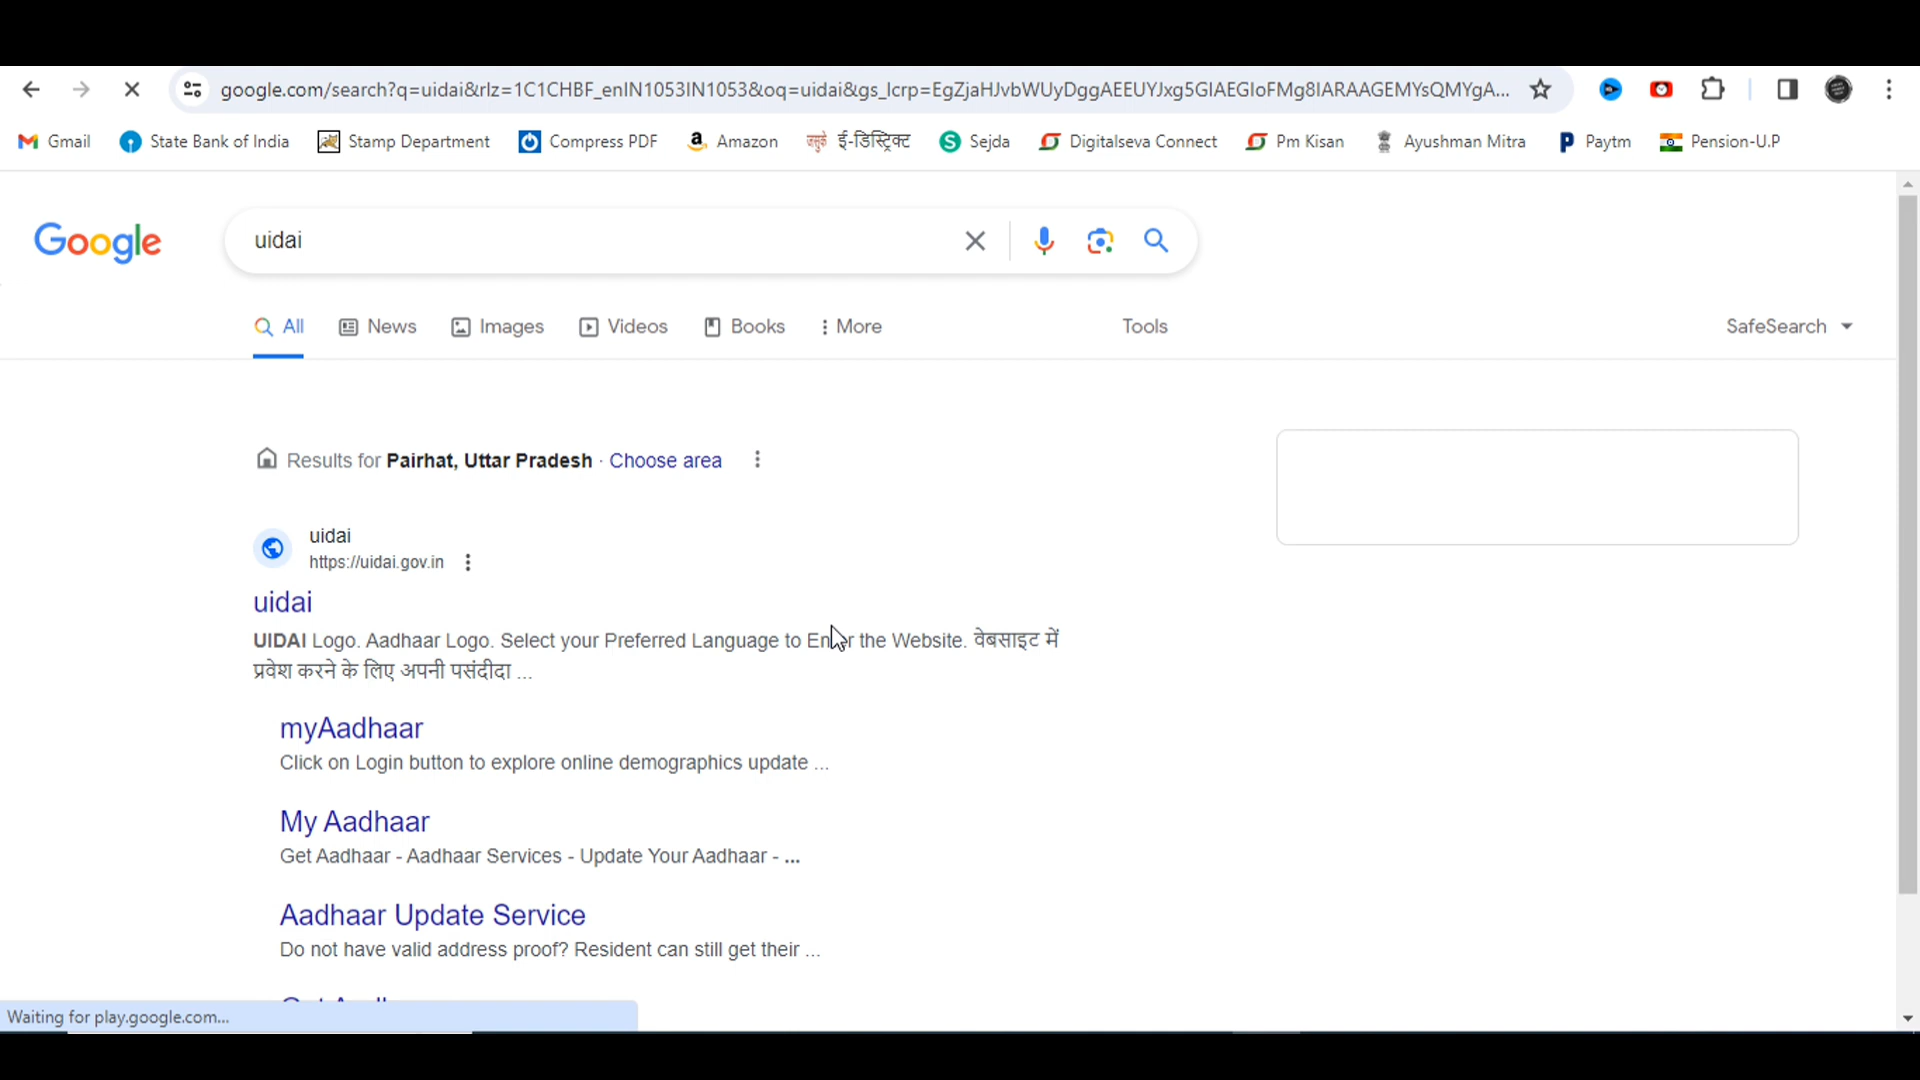 google.com/search?q=uidai&rlz=1C1CHBF_enIN1053IN1053&oq=uidai&gs_lcrp=EgZjaHJvbWUyDggAEEUYJxg5GIAEGIoFMg8IARAAGEMYsQMYgA...
Gmail State Bank of India Stamp Department Compress PDF Amazon ई-डिस्ट्रिक्ट Sejda Digitalseva Connect Pm Kisan Ayushman Mitra Paytm Pension-U.P
Google uidai
All News Images Videos Books More Tools SafeSearch
Results for Pairhat, Uttar Pradesh · Choose area
uidai
https://uidai.gov.in
uidai
UIDAI Logo. Aadhaar Logo. Select your Preferred Language to Enter the Website. वेबसाइट में
प्रवेश करने के लिए अपनी पसंदीदा ...
myAadhaar
Click on Login button to explore online demographics update ...
My Aadhaar
Get Aadhaar - Aadhaar Services - Update Your Aadhaar - ...
Aadhaar Update Service
Do not have valid address proof? Resident can still get their ...
Waiting for play.google.com...